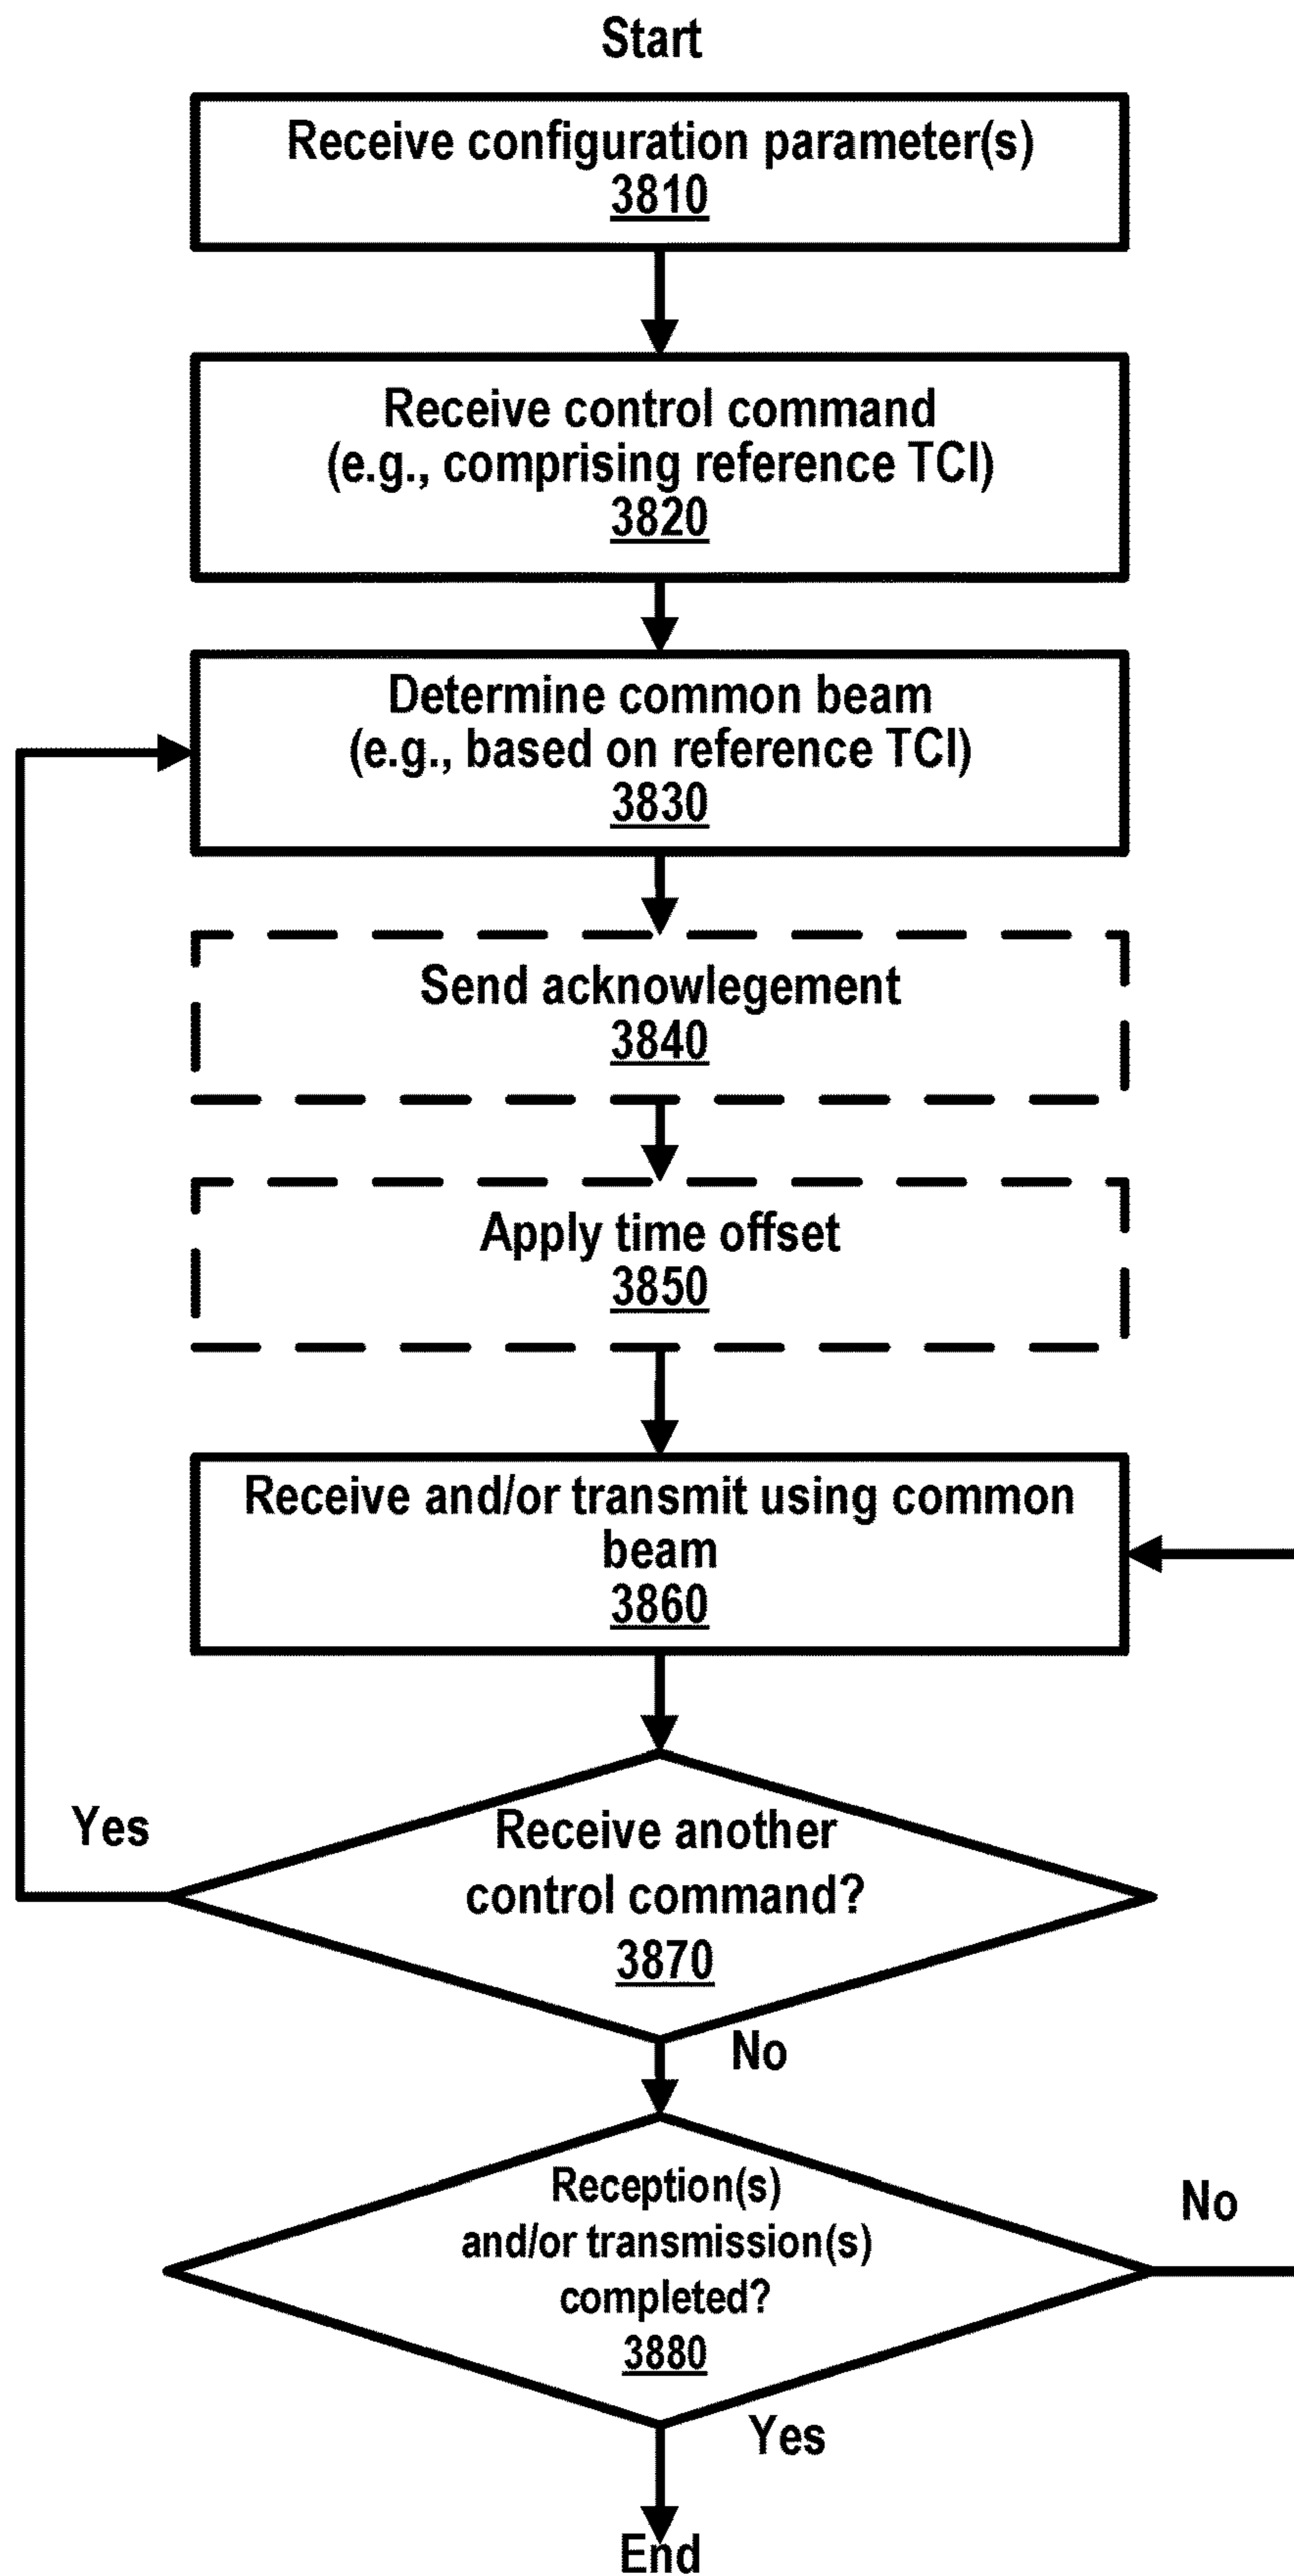 Start
Receive configuration parameter(s)
3810
Receive control command
(e.g., comprising reference TCI)
3820
Determine common beam
(e.g., based on reference TCI)
3830
Send acknowlegement
3840
Apply time offset
3850
Receive and/or transmit using common
beam
3860
Yes
Receive another
control command?
3870
No
Reception(s)
and/or transmission(s)
completed?
3880
No
Yes
End